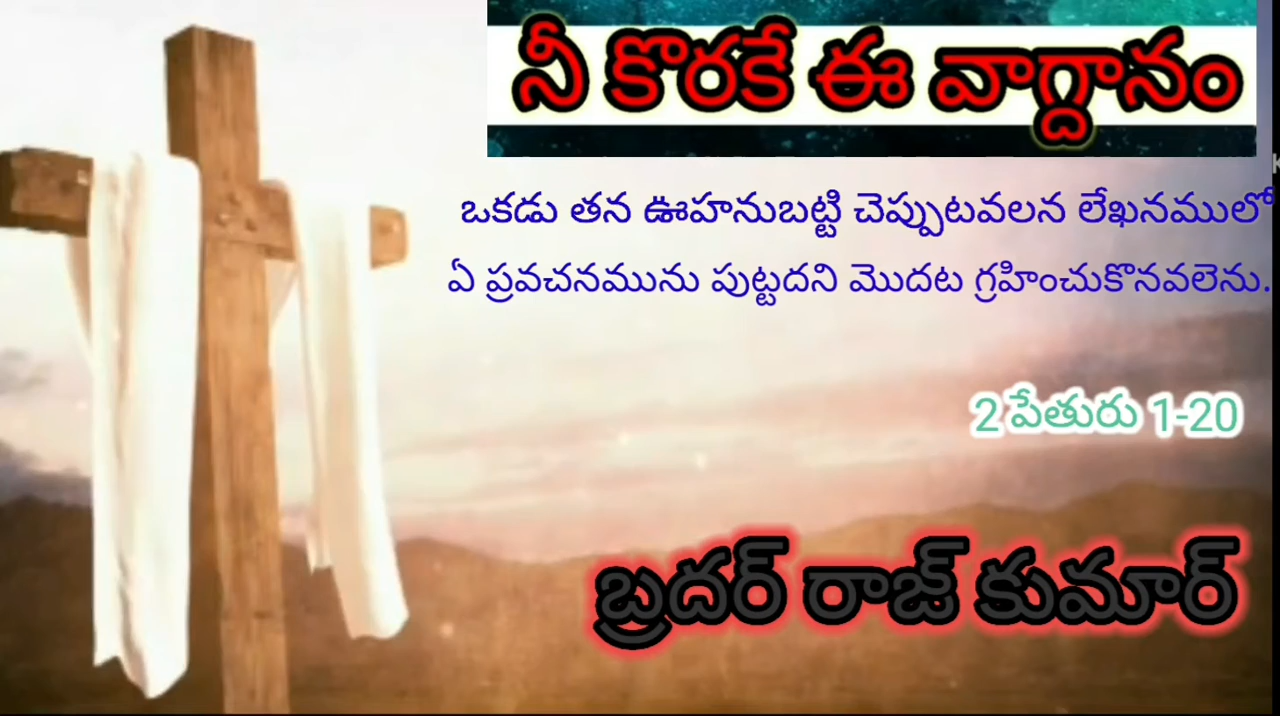 నీ కొరకే ఈ వాగ్దానం
ఒకడు తన ఊహనుబట్టి చెప్పుటవలన లేఖనములో
ఏ ప్రవచనమును పుట్టదని మొదట గ్రహించుకొనవలెను.
2 పేతురు 1-20
బ్రదర్ రాజ్ కుమార్